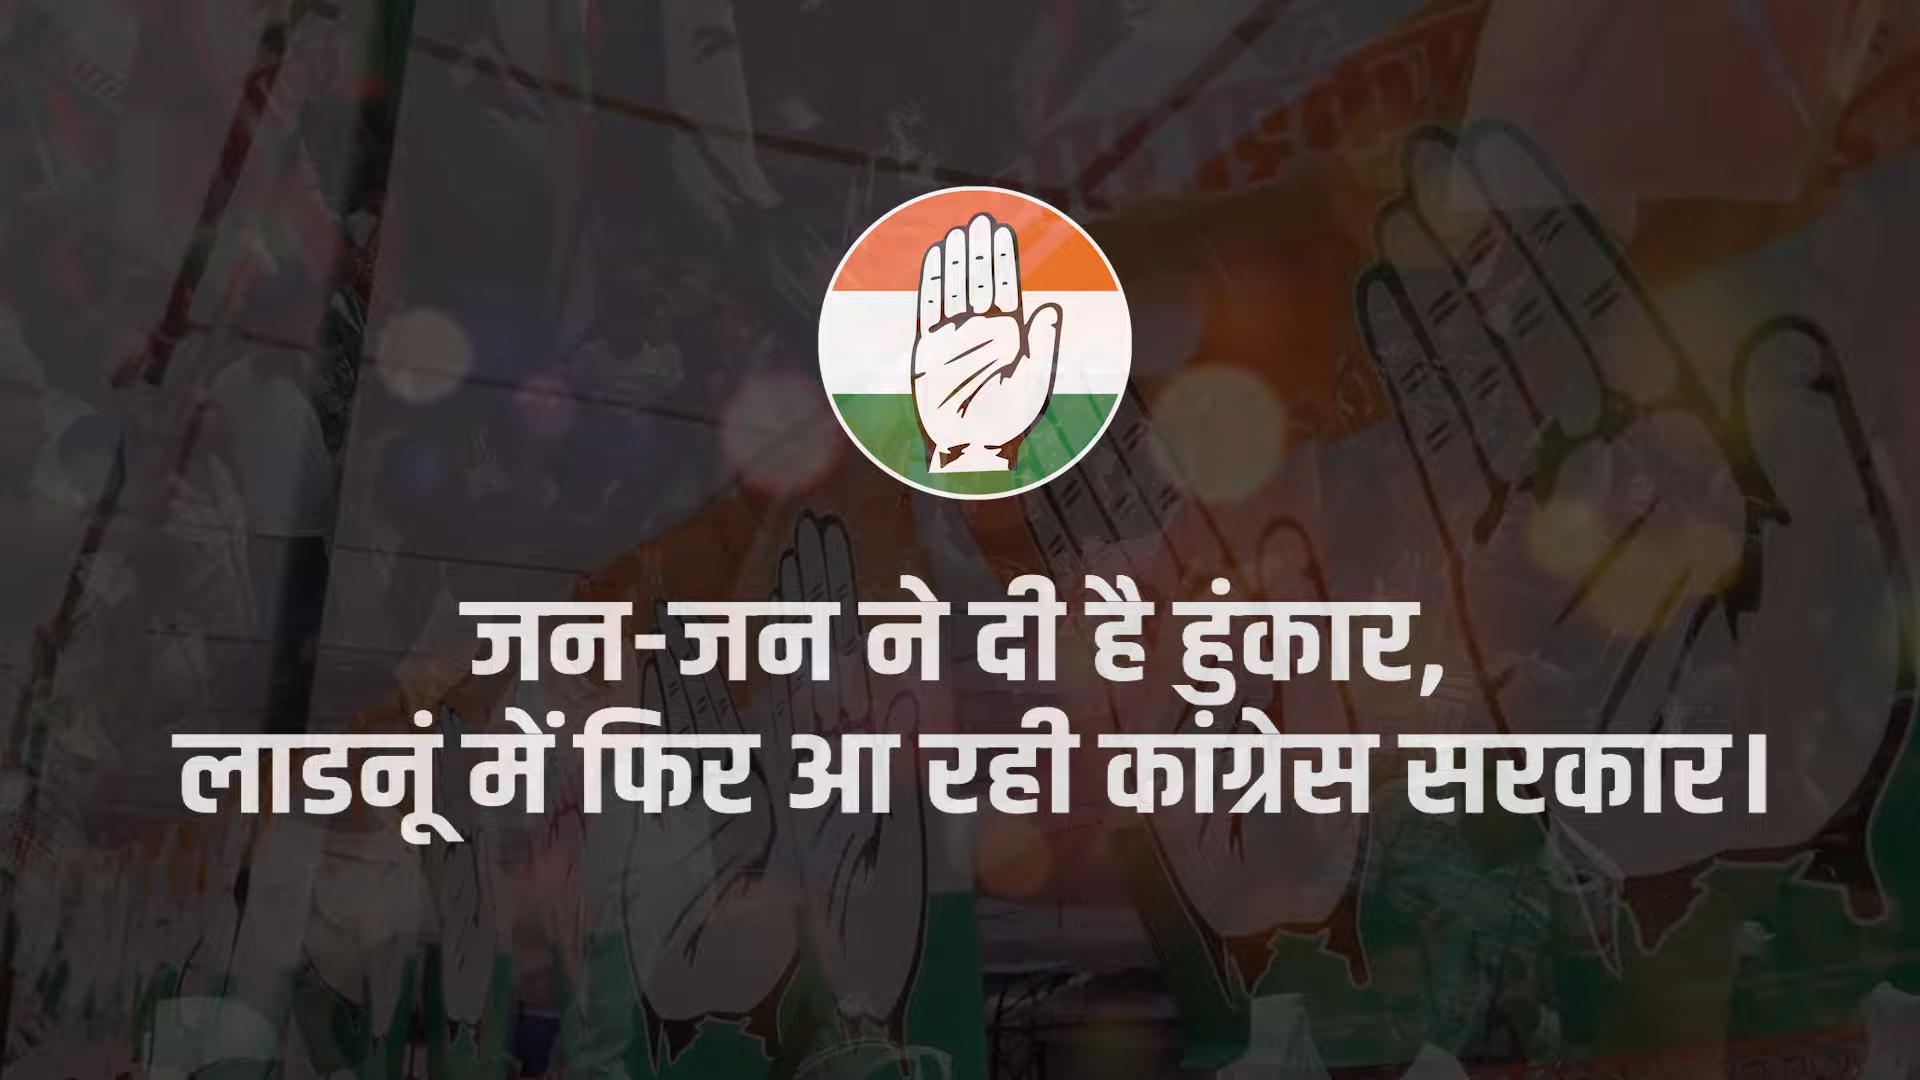 जन-जन ने दी है हुंकार,
लाडनूं में फिर आ रही कांग्रेस सरकार।